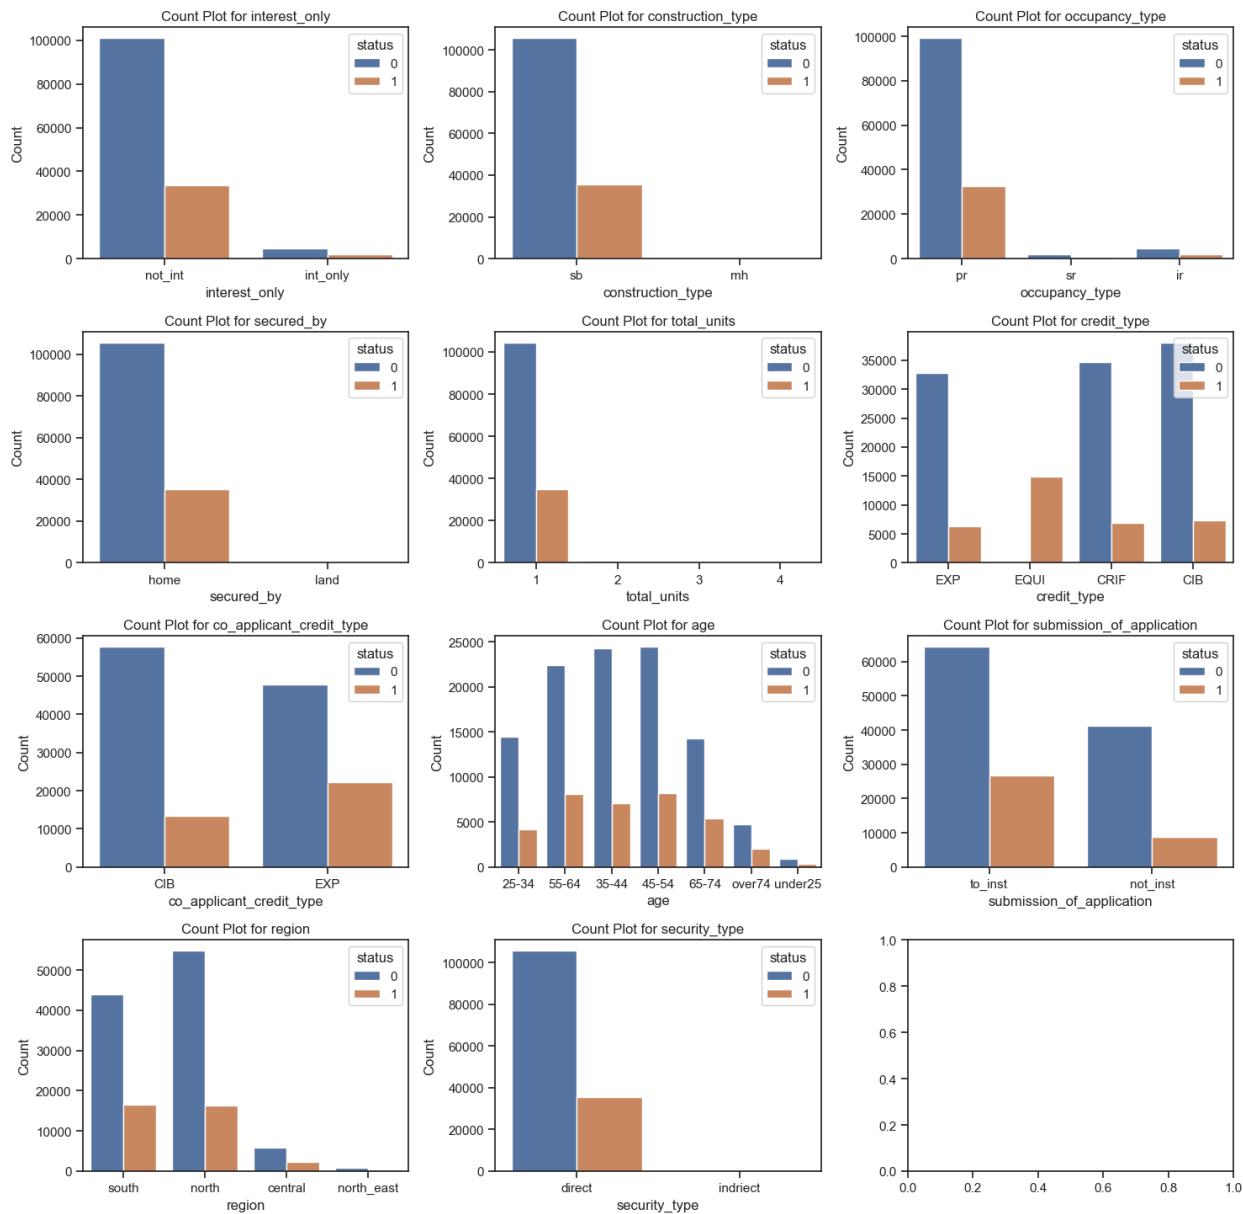 Count Plot for interest_only
100000
80000
60000
40000
20000
0
Count
status
0
1
not_int int_only
interest_only
Count Plot for construction_type
100000
80000
60000
40000
20000
0
Count
status
0
1
sb mh
construction_type
Count Plot for occupancy_type
100000
80000
60000
40000
20000
0
Count
status
0
1
pr sr ir
occupancy_type
Count Plot for secured_by
100000
80000
60000
40000
20000
0
Count
status
0
1
home land
secured_by
Count Plot for total_units
100000
80000
60000
40000
20000
0
Count
status
0
1
1 2 3 4
total_units
Count Plot for credit_type
35000
30000
25000
20000
15000
10000
5000
0
Count
status
0
1
EXP EQUI CRIF CIB
credit_type
Count Plot for co_applicant_credit_type
60000
50000
40000
30000
20000
10000
0
Count
status
0
1
CIB EXP
co_applicant_credit_type
Count Plot for age
25000
20000
15000
10000
5000
0
Count
status
0
1
25-34 55-64 35-44 45-54 65-74 over74 under25
age
Count Plot for submission_of_application
60000
50000
40000
30000
20000
10000
0
Count
status
0
1
to_inst not_inst
submission_of_application
Count Plot for region
50000
40000
30000
20000
10000
0
Count
status
0
1
south north central north_east
region
Count Plot for security_type
100000
80000
60000
40000
20000
0
Count
status
0
1
direct indriect
security_type
1.0
0.8
0.6
0.4
0.2
0.0
0.0 0.2 0.4 0.6 0.8 1.0